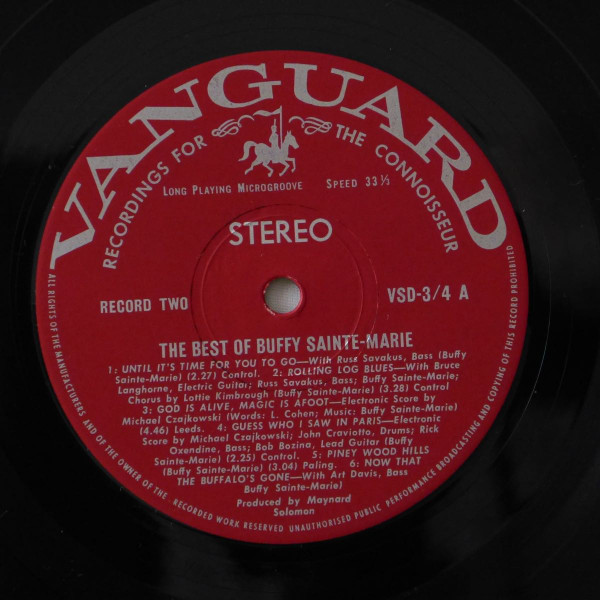 VANGUARD
RECORDINGS FOR THE CONNOISSEUR
LONG PLAYING MICROGROOVE SPEED 33⅓
STEREO
RECORD TWO VSD-3/4 A
THE BEST OF BUFFY SAINTE-MARIE
1: UNTIL IT'S TIME FOR YOU TO GO—With Russ Savakus, Bass (Buffy
Sainte-Marie) (2.27) Control. 2: ROLLING LOG BLUES—With Bruce
Langhorne, Electric Guitar; Russ Savakus, Bass; Buffy Sainte-Marie;
Chorus by Lottie Kimbrough (Buffy Sainte-Marie) (3.28) Control
3: GOD IS ALIVE, MAGIC IS AFOOT—Electronic Score by
Michael Czajkowski (Words: L. Cohen; Music: Buffy Sainte-Marie)
(4.46) Leeds. 4: GUESS WHO I SAW IN PARIS—Electronic
Score by Michael Czajkowski; John Craviotto, Drums; Rick
Oxendine, Bass; Bob Bozina, Lead Guitar (Buffy
Sainte-Marie) (2.25) Control. 5: PINEY WOOD HILLS
(Buffy Sainte-Marie) (3.04) Paling. 6: NOW THAT
THE BUFFALO'S GONE—With Art Davis, Bass
Buffy Sainte-Marie)
Produced by Maynard
Solomon
ALL RIGHTS OF THE MANUFACTURERS AND OF THE OWNER OF THE RECORDED WORK RESERVED UNAUTHORISED PUBLIC PERFORMANCE BROADCASTING AND COPYING OF THIS RECORD PROHIBITED